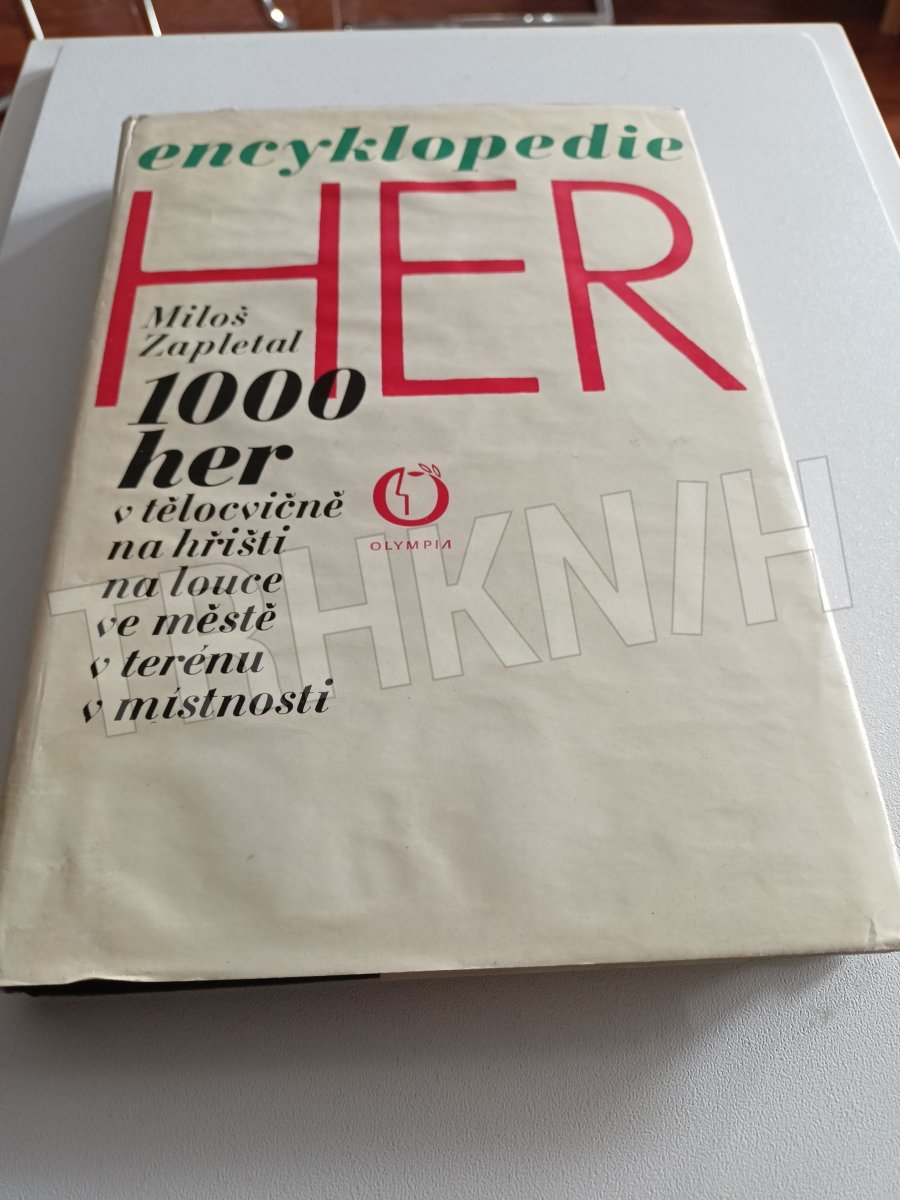 encyklopedie
HER
Miloš
Zapletal
1000
her
v tělocvičně
na hřišti
na louce
ve městě
v terénu
v místnosti
OLYMPIA
TRHKNIH